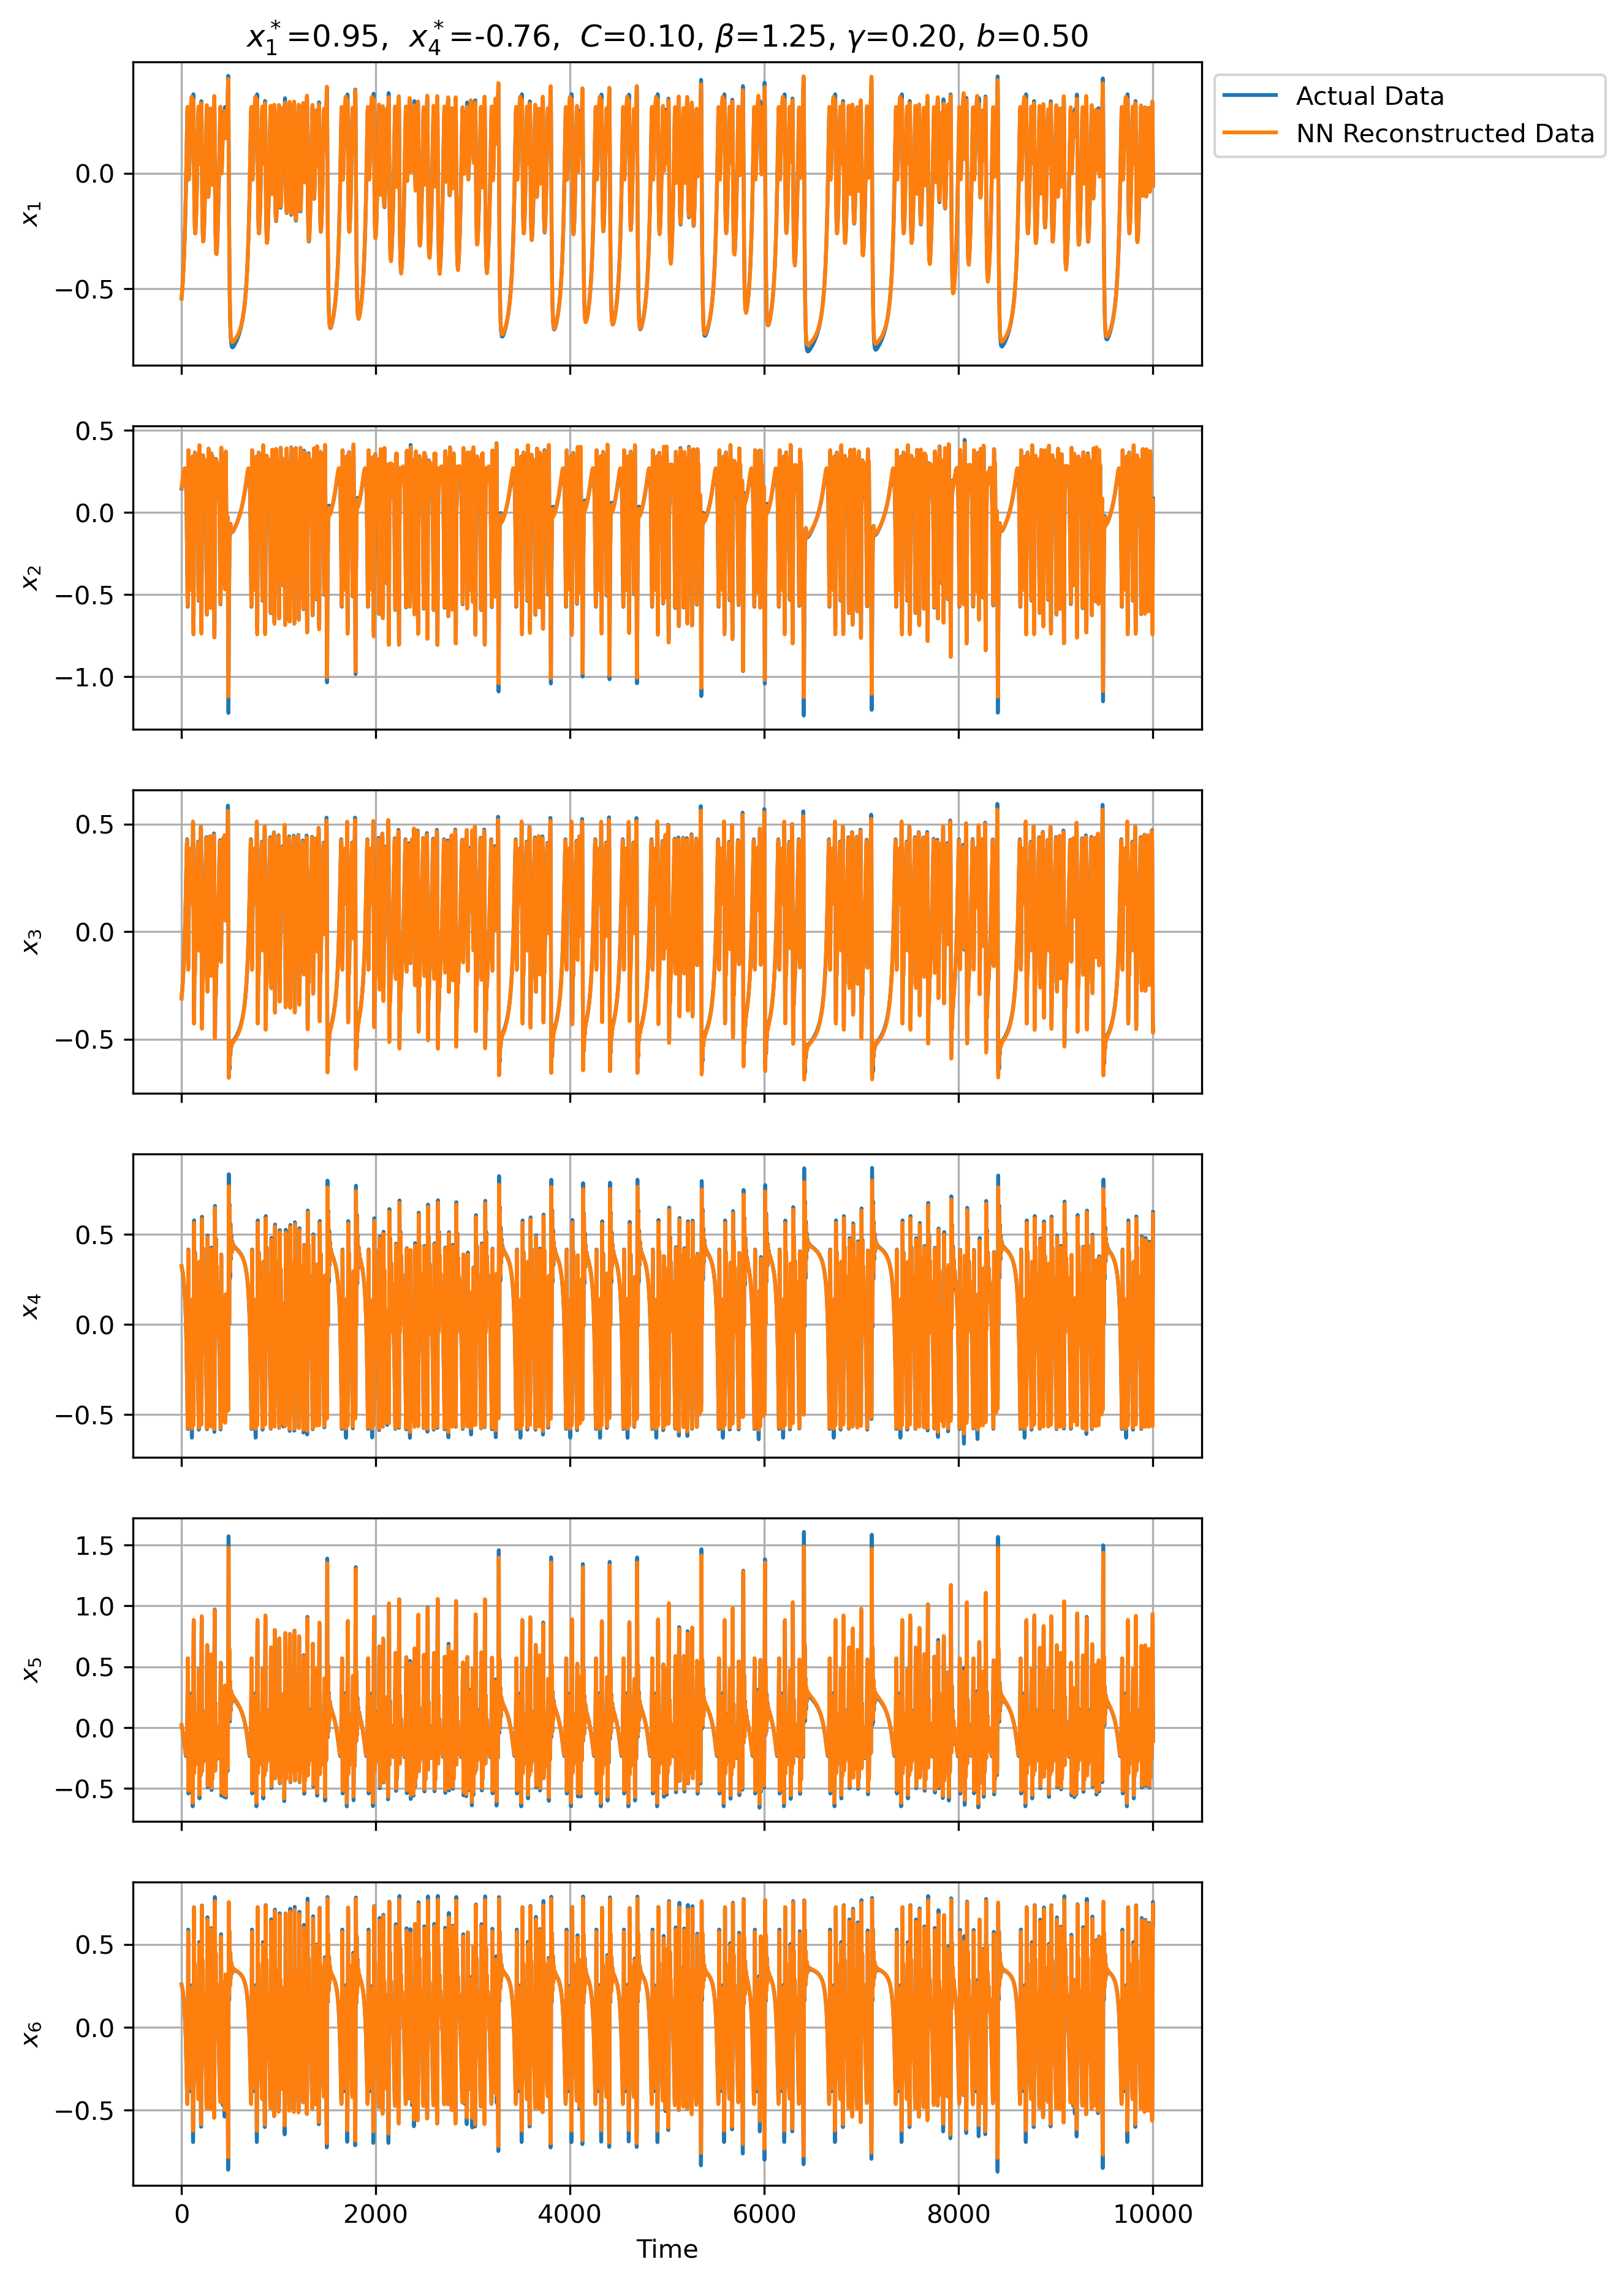 x₁*=0.95, x₄*=-0.76, C=0.10, β=1.25, γ=0.20, b=0.50
Actual Data
NN Reconstructed Data
0.0
−0.5
x₁
0.5
0.0
−0.5
−1.0
x₂
0.5
0.0
−0.5
x₃
0.5
0.0
−0.5
x₄
1.5
1.0
0.5
0.0
−0.5
x₅
0.5
0.0
−0.5
x₆
0 2000 4000 6000 8000 10000
Time